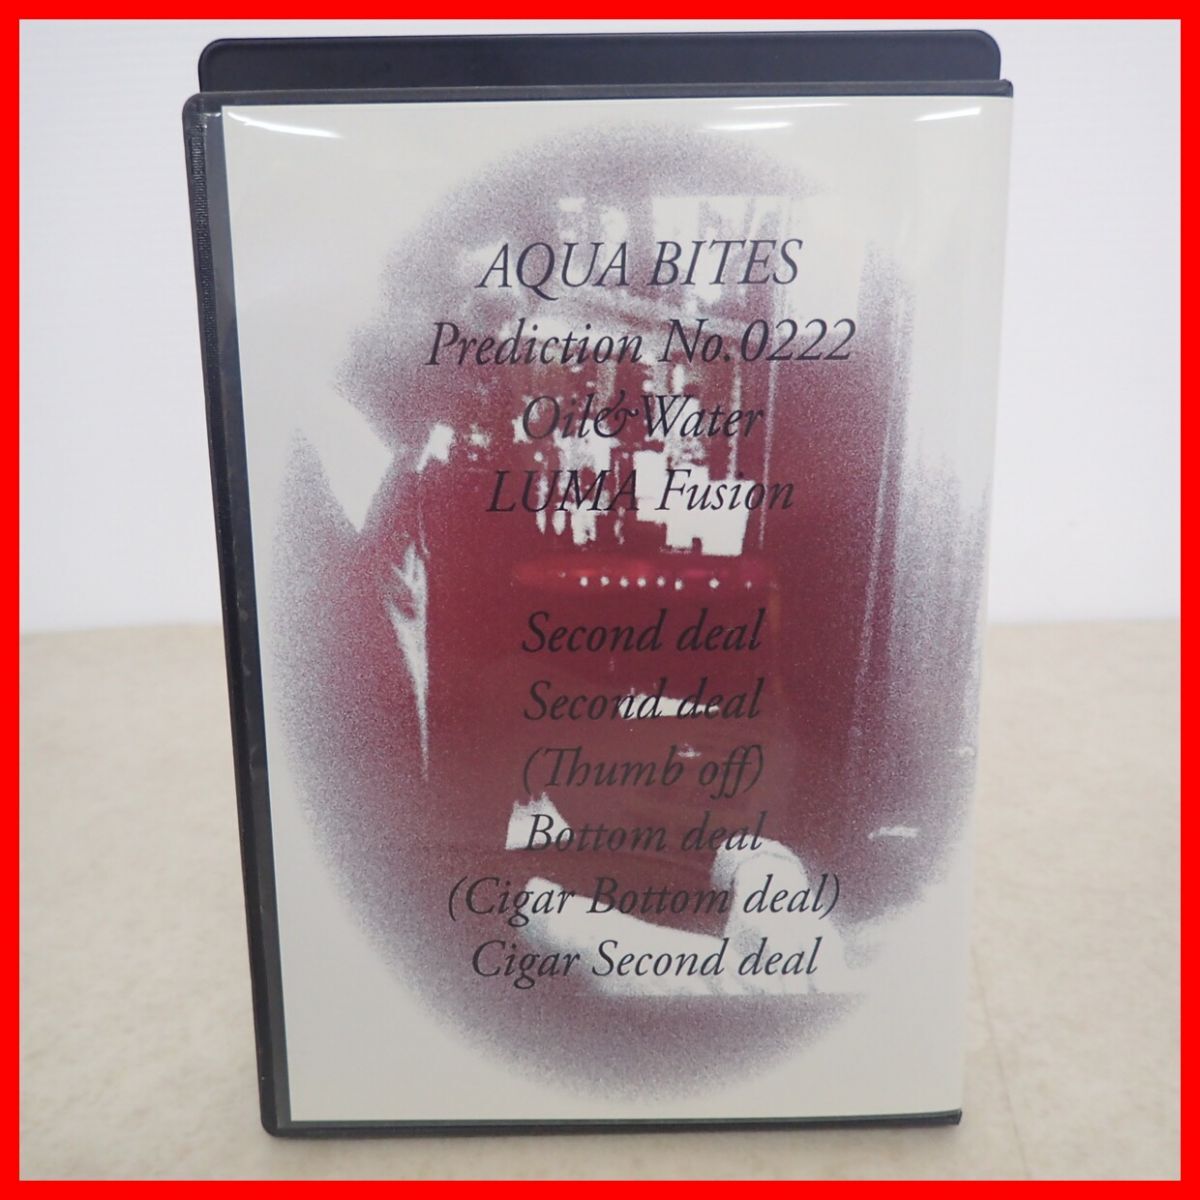 AQUA BITES
Prediction No.0222
Oil&Water
LUMA Fusion
Second deal
Second deal
(Thumb off)
Bottom deal
(Cigar Bottom deal)
Cigar Second deal